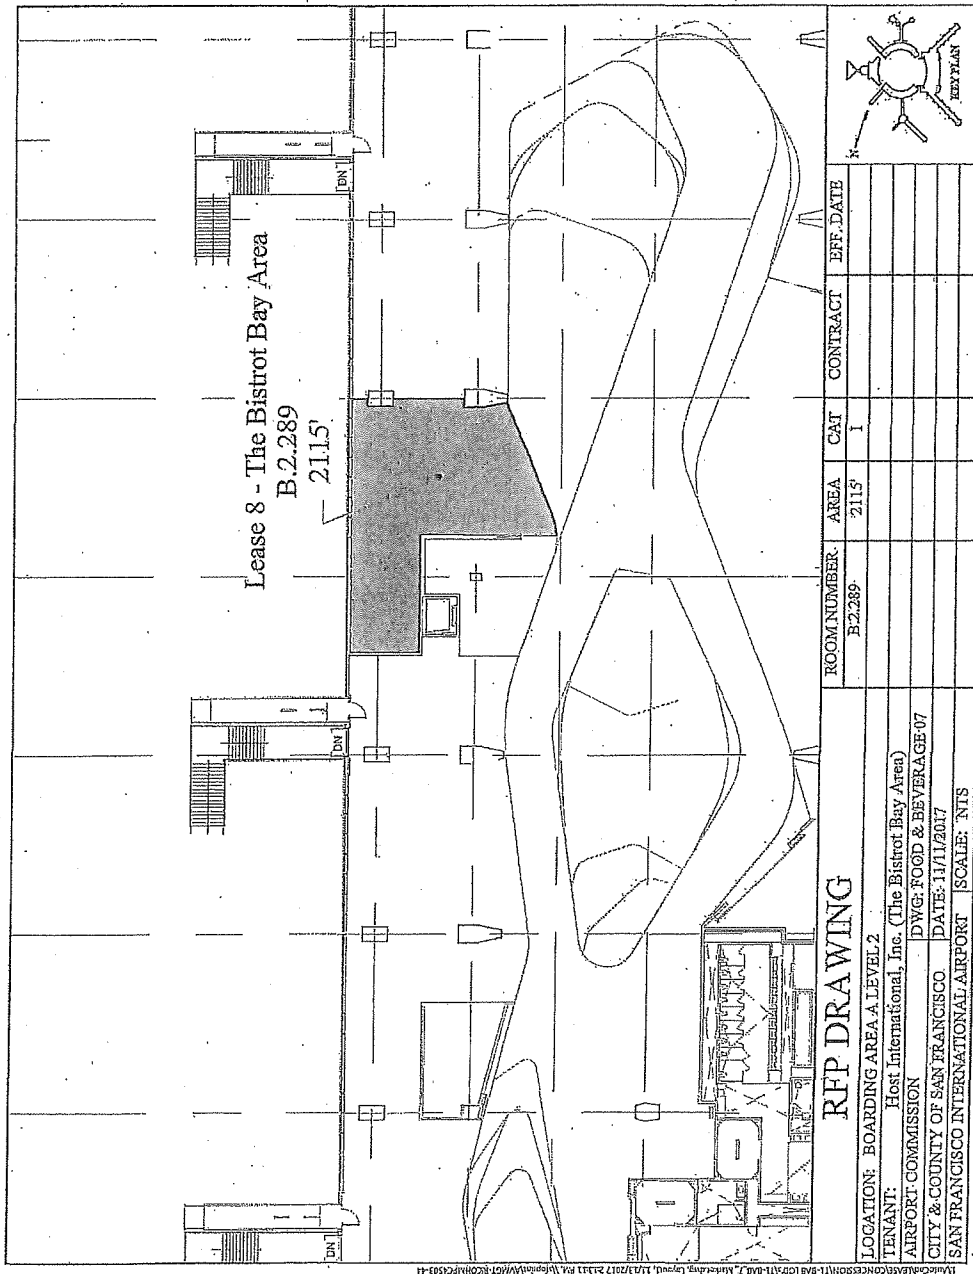 Lease 8 - The Bistrot Bay Area
B.2.289
2115'
DN
DN
DN
RFP DRAWING
LOCATION: BOARDING AREA A LEVEL 2
TENANT: Host International, Inc. (The Bistrot Bay Area)
AIRPORT COMMISSION
DWG: FOOD & BEVERAGE-07
CITY & COUNTY OF SAN FRANCISCO
DATE: 11/11/2017
SAN FRANCISCO INTERNATIONAL AIRPORT
SCALE: NTS
ROOM NUMBER
AREA
CAT
CONTRACT
EFF. DATE
B.2.289
2115'
1
N
KEYPLAN